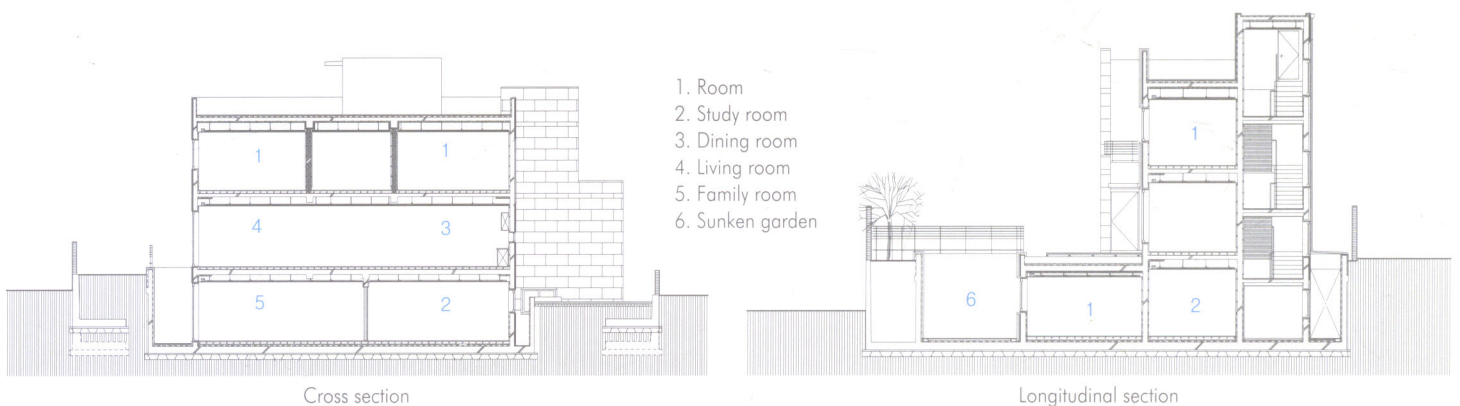 1. Room
2. Study room
3. Dining room
4. Living room
5. Family room
6. Sunken garden
1
1
4
3
5
2
1
6
1
2
Cross section
Longitudinal section